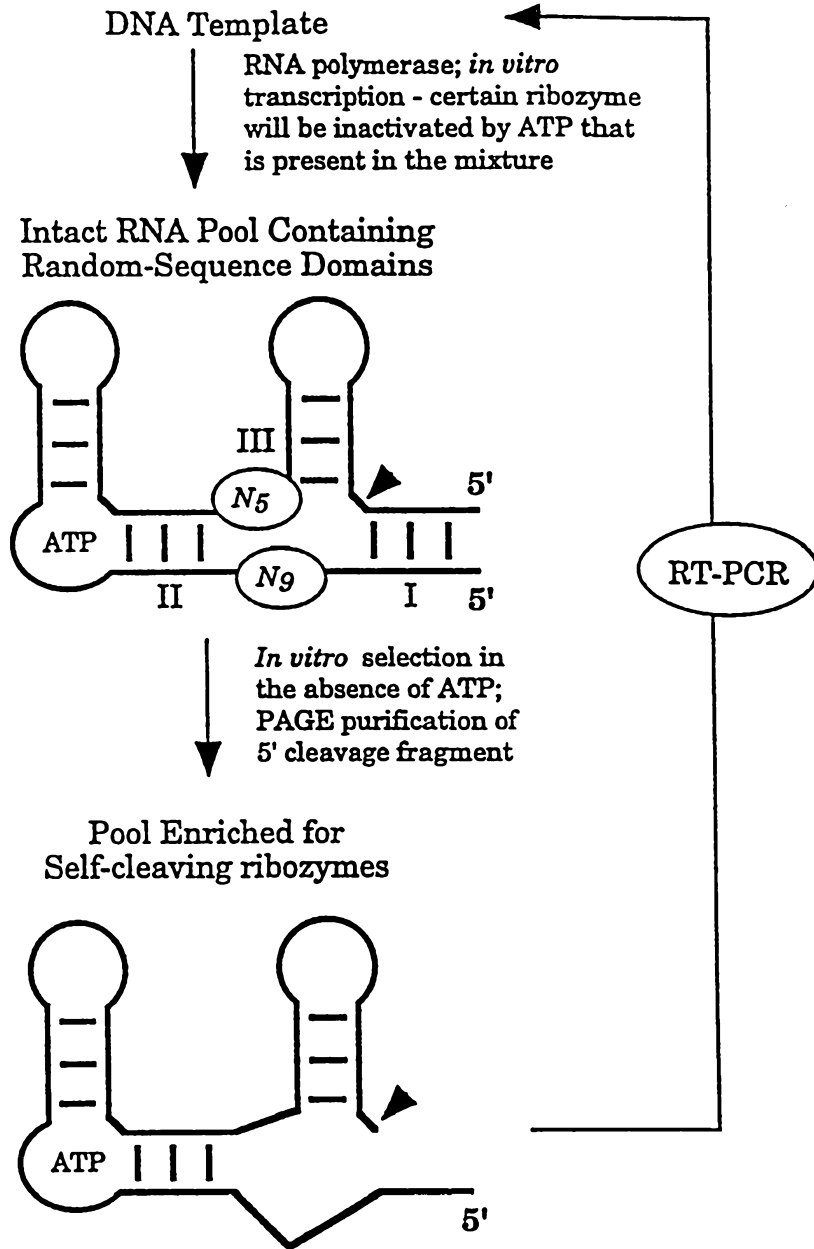 DNA Template
RNA polymerase; in vitro
transcription - certain ribozyme
will be inactivated by ATP that
is present in the mixture
Intact RNA Pool Containing
Random-Sequence Domains
III
5'
N5
ATP
N9
II
I
5'
RT-PCR
In vitro selection in
the absence of ATP;
PAGE purification of
5' cleavage fragment
Pool Enriched for
Self-cleaving ribozymes
ATP
5'